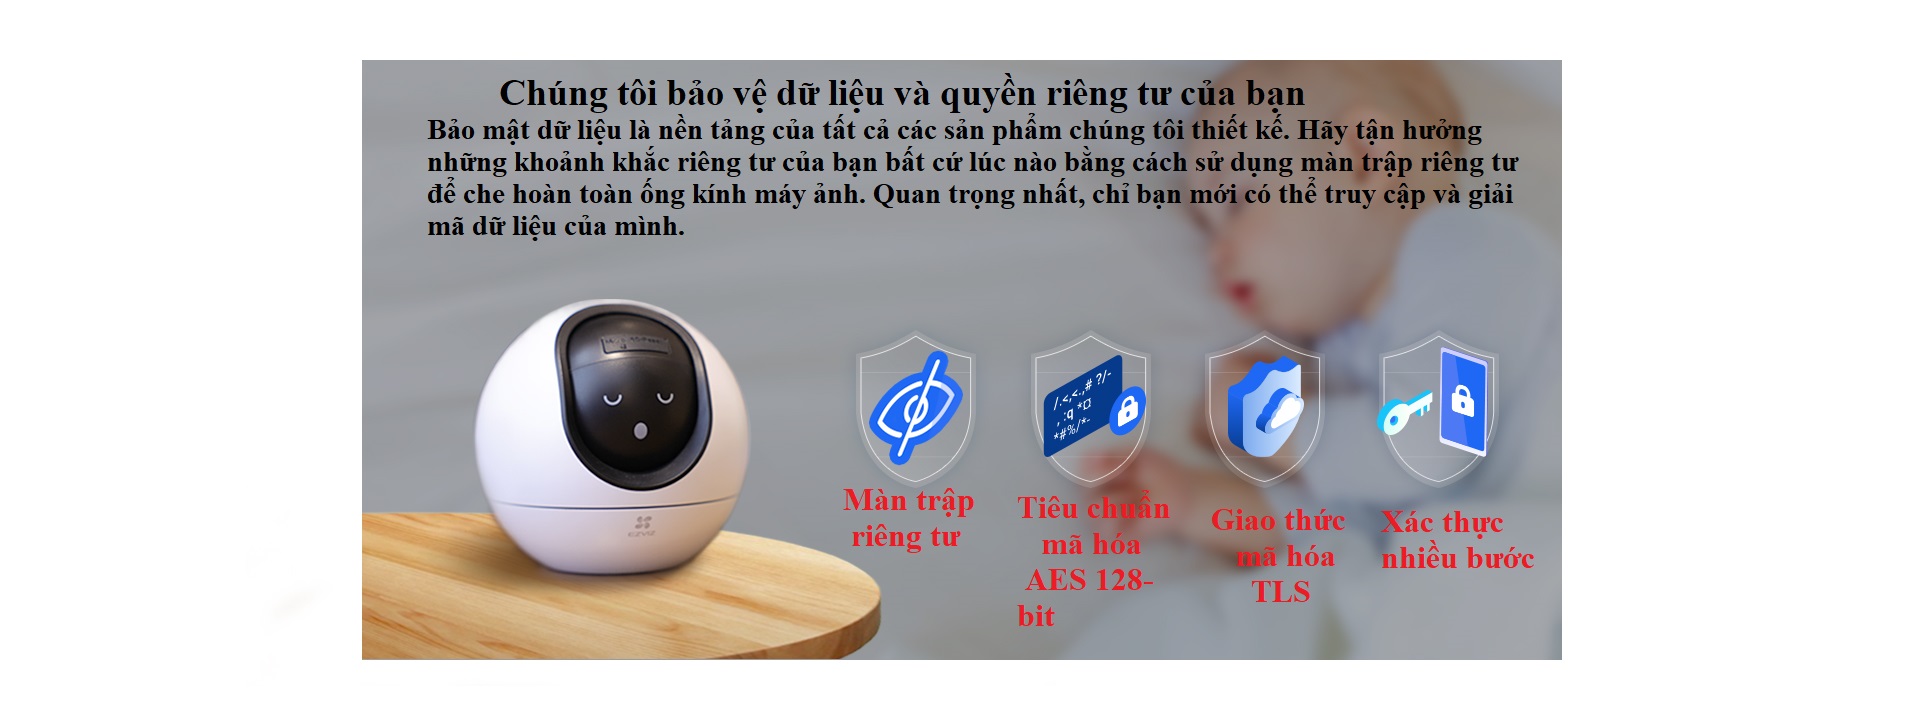 Chúng tôi bảo vệ dữ liệu và quyền riêng tư của bạn
Bảo mật dữ liệu là nền tảng của tất cả các sản phẩm chúng tôi thiết kế. Hãy tận hưởng
những khoảnh khắc riêng tư của bạn bất cứ lúc nào bằng cách sử dụng màn trập riêng tư
để che hoàn toàn ống kính máy ảnh. Quan trọng nhất, chỉ bạn mới có thể truy cập và giải
mã dữ liệu của mình.
/.<,<.,# ?/-
, :q *□
*#%/*-
Màn trập
riêng tư
Tiêu chuẩn
mã hóa
AES 128-
bit
Giao thức
mã hóa
TLS
Xác thực
nhiều bước
EZVIZ